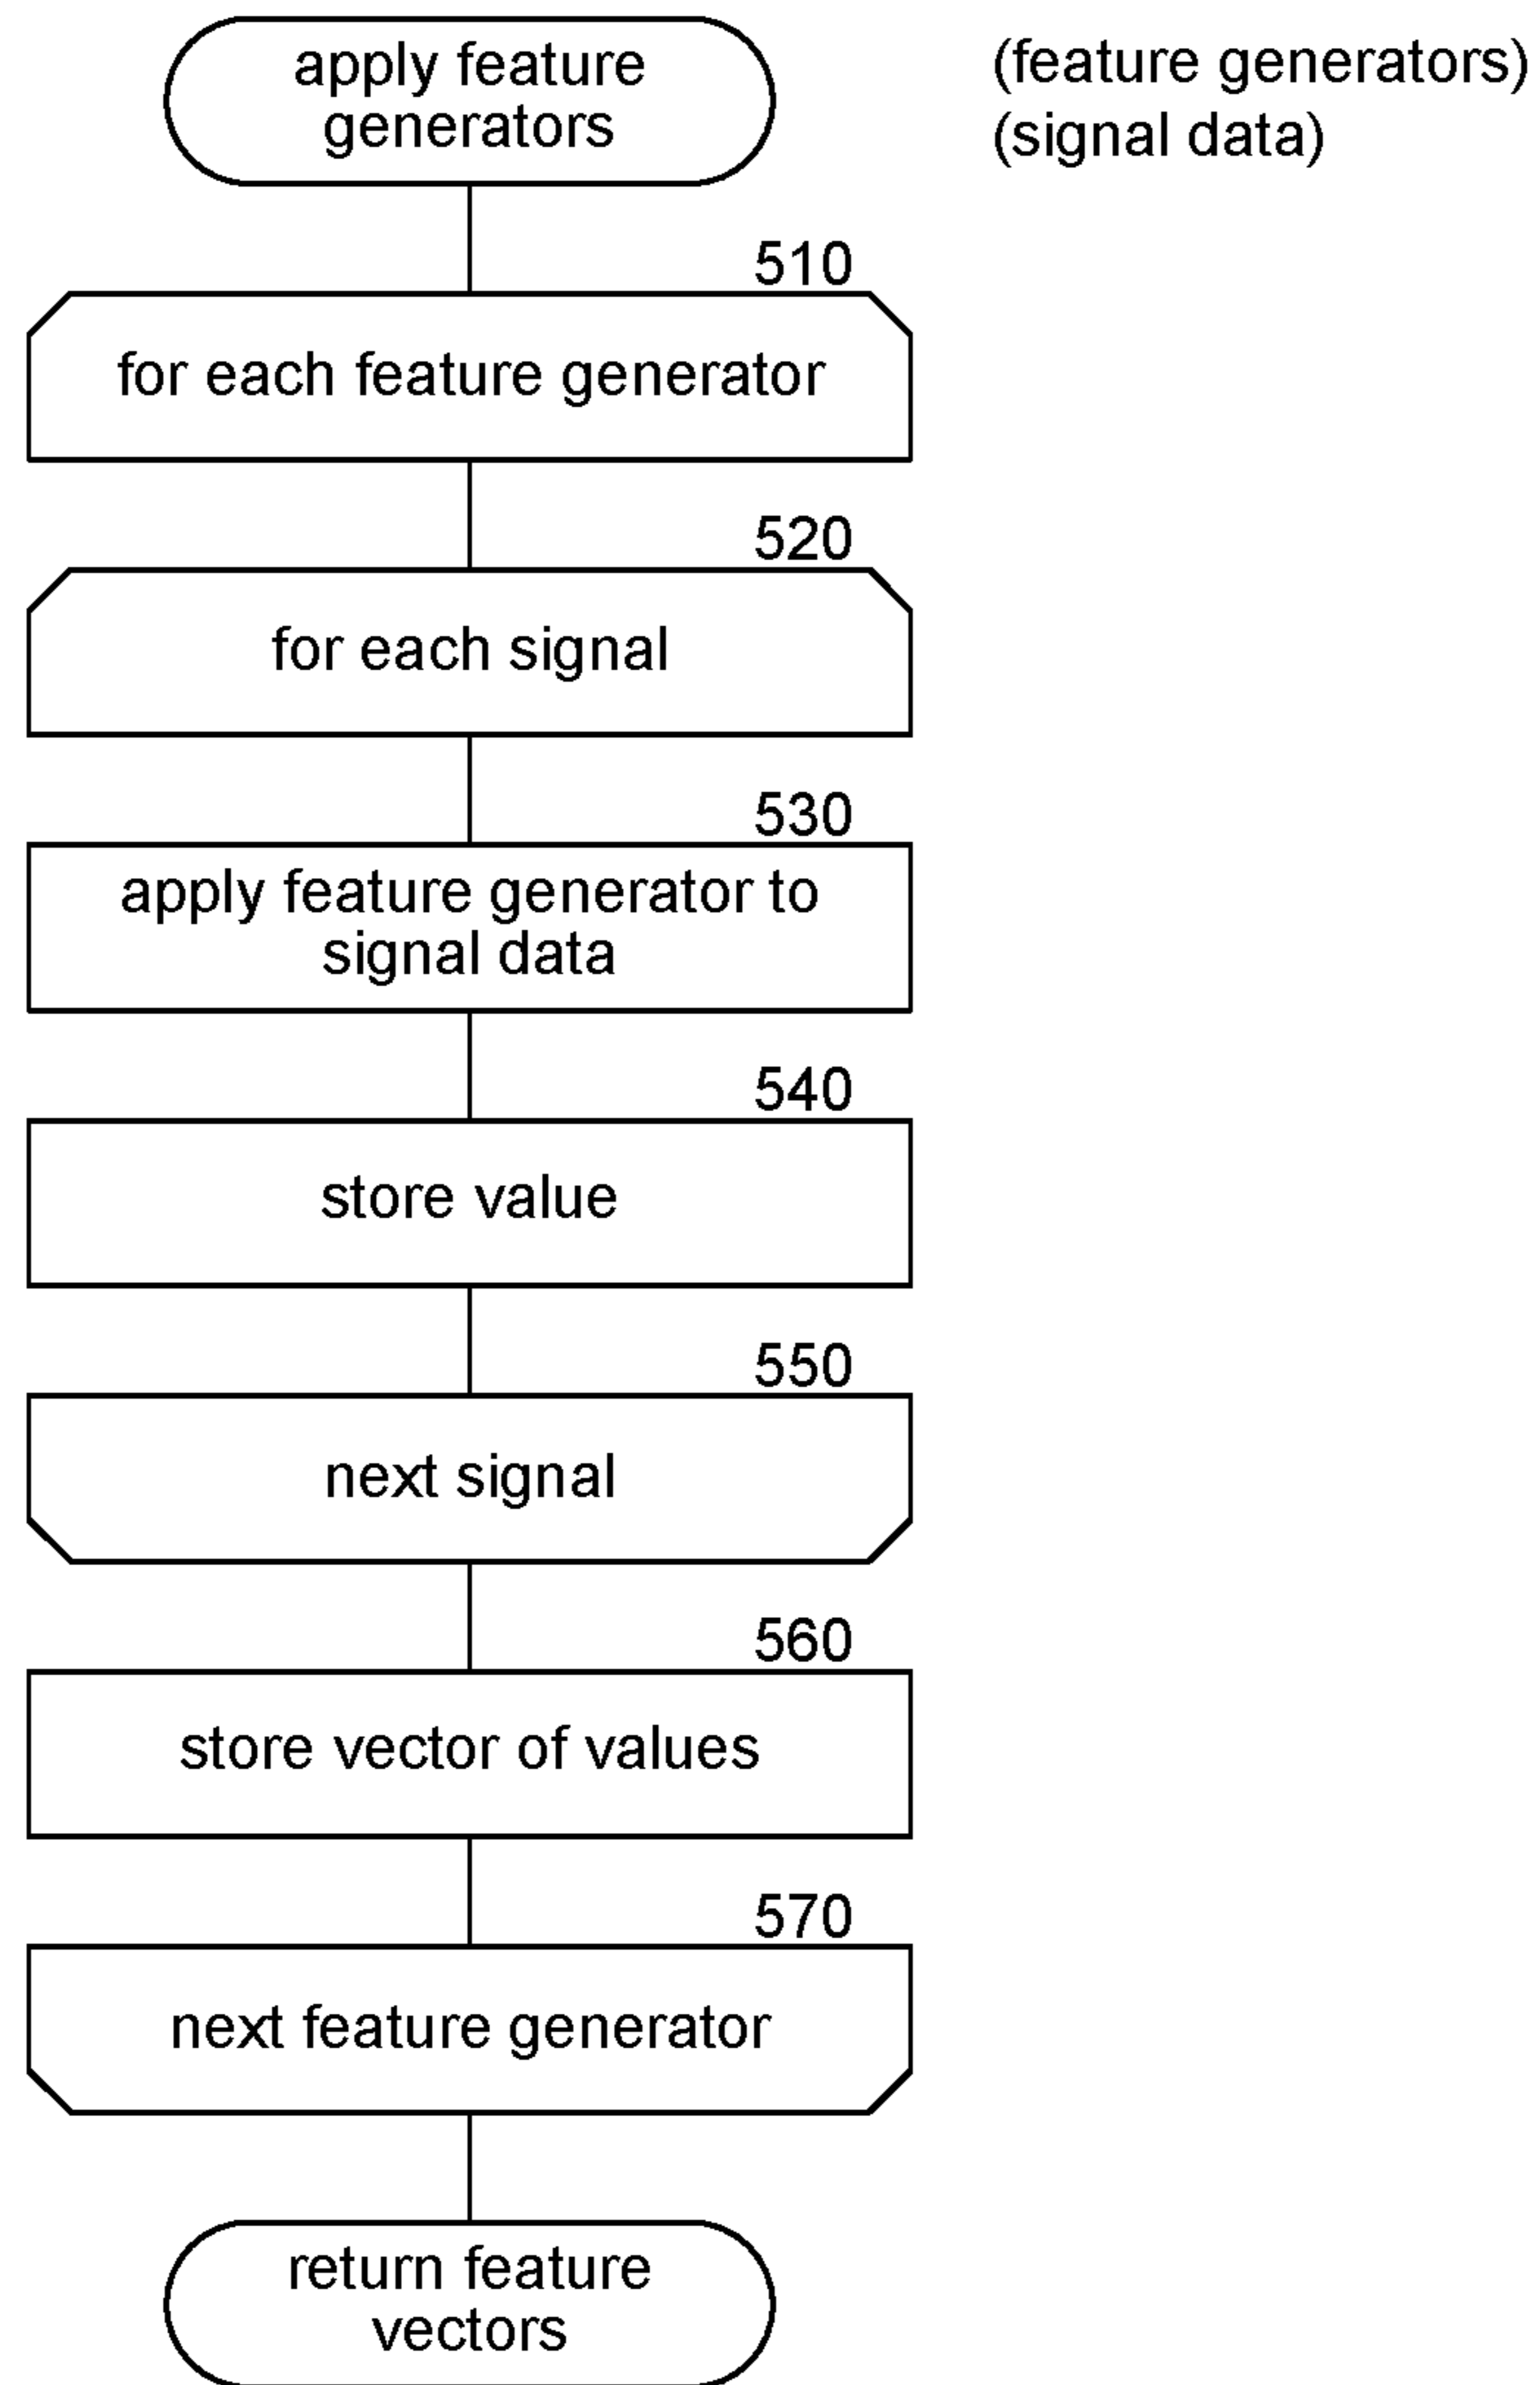 apply feature
generators
(feature generators)
(signal data)
510
for each feature generator
520
for each signal
530
apply feature generator to
signal data
540
store value
550
next signal
560
store vector of values
570
next feature generator
return feature
vectors